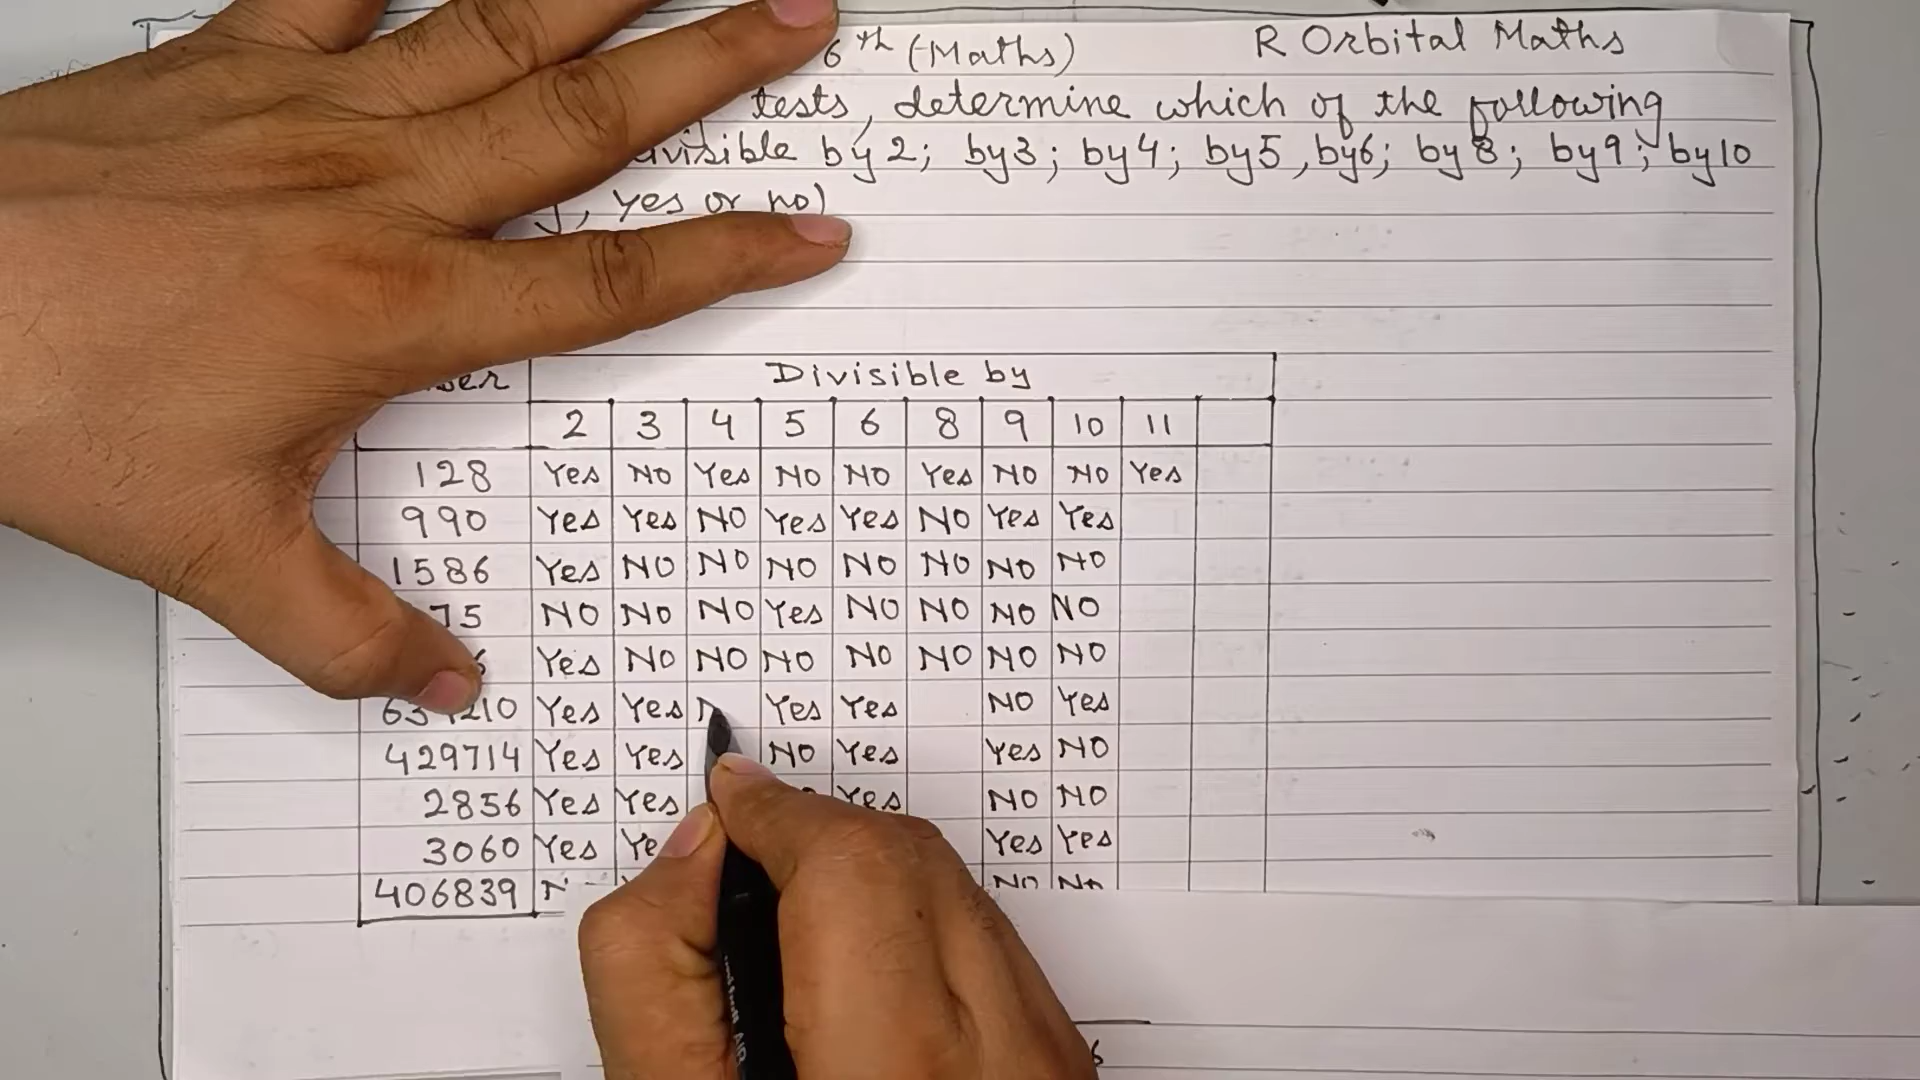 6th (Maths) R Orbital Maths
tests, determine which of the following
divisible by 2; by 3; by 4; by 5, by 6; by 8; by 9; by 10
, yes or no)
Divisible by
2 3 4 5 6 8 9 10 11
128 Yes No Yes No No Yes No No Yes
990 Yes Yes No Yes Yes No Yes Yes
1586 Yes No No No No No No No
75 No No No Yes No No No No
6 Yes No No No No No No No
210 Yes Yes Yes Yes No Yes
429714 Yes Yes No Yes Yes No
2856 Yes Yes Yes No No
3060 Yes Yes Yes
406839 No No
uni-ball AIR